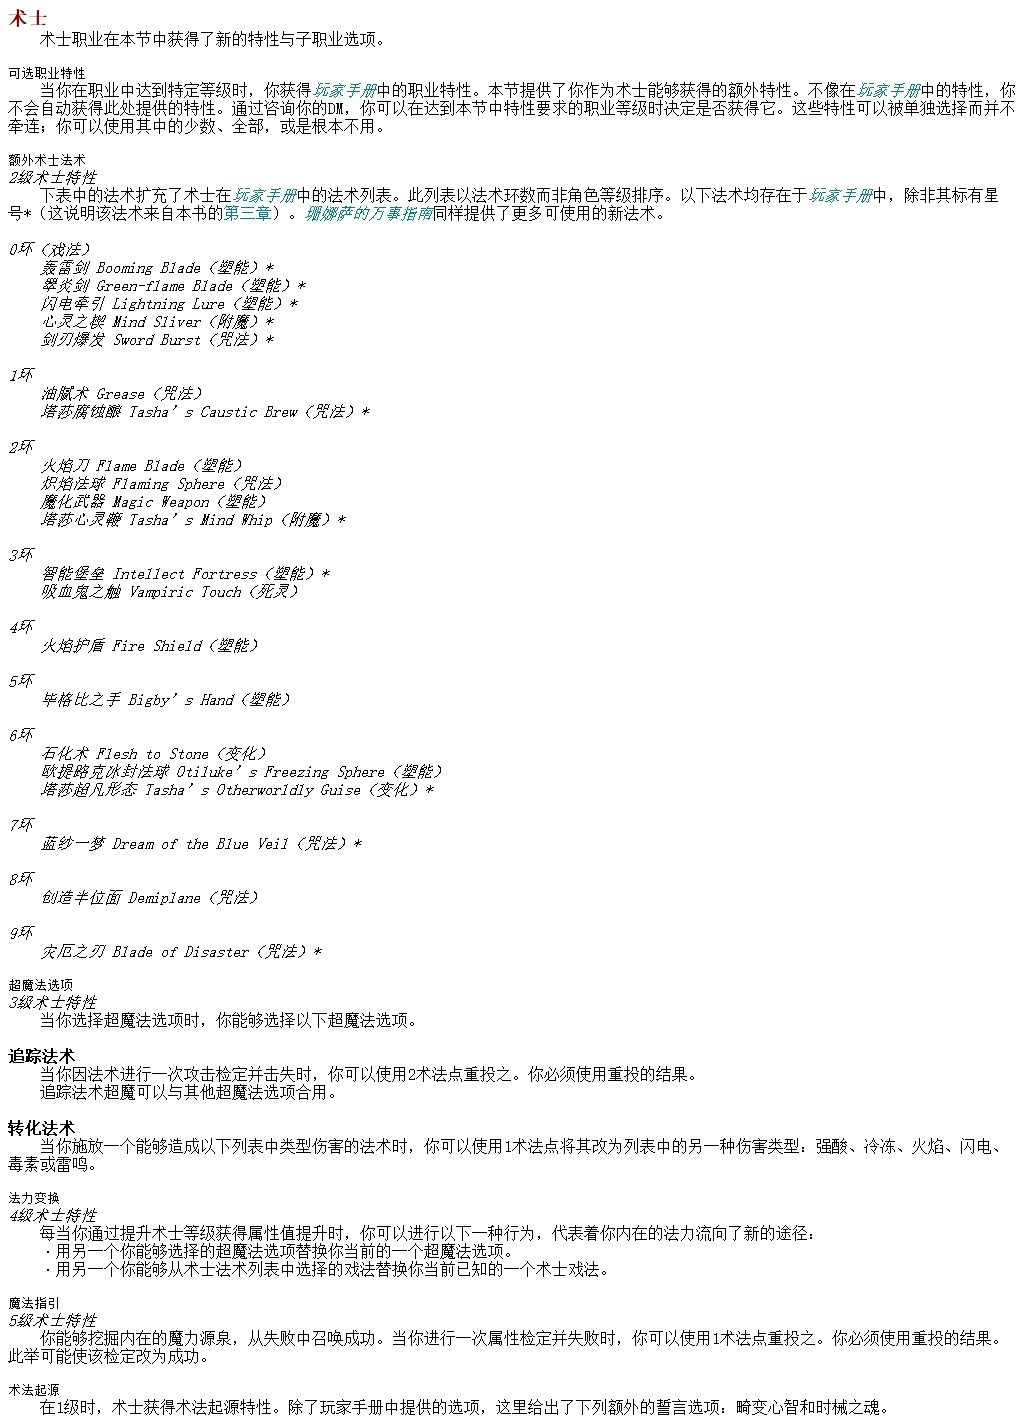 术士
术士职业在本节中获得了新的特性与子职业选项。
可选职业特性
当你在职业中达到特定等级时，你获得玩家手册中的职业特性。本节提供了你作为术士能够获得的额外特性。不像在玩家手册中的特性，你
不会自动获得此处提供的特性。通过咨询你的DM，你可以在达到本节中特性要求的职业等级时决定是否获得它。这些特性可以被单独选择而并不
牵连；你可以使用其中的少数、全部，或是根本不用。
额外术士法术
2级术士特性
下表中的法术扩充了术士在玩家手册中的法术列表。此列表以法术环数而非角色等级排序。以下法术均存在于玩家手册中，除非其标有星
号*（这说明该法术来自本书的第三章）。珊娜萨的万事指南同样提供了更多可使用的新法术。
0环（戏法）
轰雷剑 Booming Blade（塑能）*
翠炎剑 Green-flame Blade（塑能）*
闪电牵引 Lightning Lure（塑能）*
心灵之楔 Mind Sliver（附魔）*
剑刃爆发 Sword Burst（咒法）*
1环
油腻术 Grease（咒法）
塔莎腐蚀酿 Tasha's Caustic Brew（咒法）*
2环
火焰刀 Flame Blade（塑能）
炽焰法球 Flaming Sphere（咒法）
魔化武器 Magic Weapon（塑能）
塔莎心灵鞭 Tasha's Mind Whip（附魔）*
3环
智能堡垒 Intellect Fortress（塑能）*
吸血鬼之触 Vampiric Touch（死灵）
4环
火焰护盾 Fire Shield（塑能）
5环
毕格比之手 Bigby's Hand（塑能）
6环
石化术 Flesh to Stone（变化）
欧提路克冰封法球 Otiluke's Freezing Sphere（塑能）
塔莎超凡形态 Tasha's Otherworldly Guise（变化）*
7环
蓝纱一梦 Dream of the Blue Veil（咒法）*
8环
创造半位面 Demiplane（咒法）
9环
灾厄之刃 Blade of Disaster（咒法）*
超魔法选项
3级术士特性
当你选择超魔法选项时，你能够选择以下超魔法选项。
追踪法术
当你因法术进行一次攻击检定并击失时，你可以使用2术法点重投之。你必须使用重投的结果。
追踪法术超魔可以与其他超魔法选项合用。
转化法术
当你施放一个能够造成以下列表中类型伤害的法术时，你可以使用1术法点将其改为列表中的另一种伤害类型：强酸、冷冻、火焰、闪电、
毒素或雷鸣。
法力变换
4级术士特性
每当你通过提升术士等级获得属性值提升时，你可以进行以下一种行为，代表着你内在的法力流向了新的途径：
·用另一个你能够选择的超魔法选项替换你当前的一个超魔法选项。
·用另一个你能够从术士法术列表中选择的戏法替换你当前已知的一个术士戏法。
魔法指引
5级术士特性
你能够挖掘内在的魔力源泉，从失败中召唤成功。当你进行一次属性检定并失败时，你可以使用1术法点重投之。你必须使用重投的结果。
此举可能使该检定改为成功。
术法起源
在1级时，术士获得术法起源特性。除了玩家手册中提供的选项，这里给出了下列额外的誓言选项：畸变心智和时械之魂。